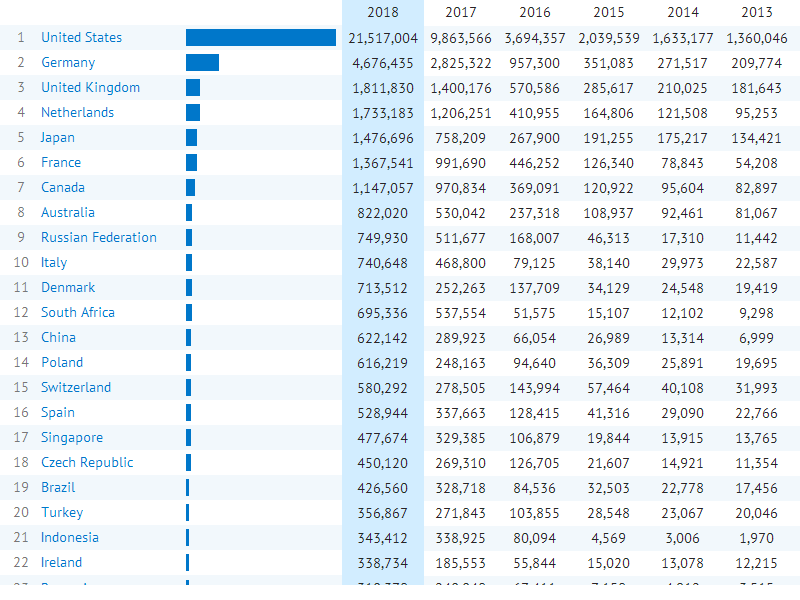 2018 2017 2016 2015 2014 2013
1 United States 21,517,004 9,863,566 3,694,357 2,039,539 1,633,177 1,360,046
2 Germany 4,676,435 2,825,322 957,300 351,083 271,517 209,774
3 United Kingdom 1,811,830 1,400,176 570,586 285,617 210,025 181,643
4 Netherlands 1,733,183 1,206,251 410,955 164,806 121,508 95,253
5 Japan 1,476,696 758,209 267,900 191,255 175,217 134,421
6 France 1,367,541 991,690 446,252 126,340 78,843 54,208
7 Canada 1,147,057 970,834 369,091 120,922 95,604 82,897
8 Australia 822,020 530,042 237,318 108,937 92,461 81,067
9 Russian Federation 749,930 511,677 168,007 46,313 17,310 11,442
10 Italy 740,648 468,800 79,125 38,140 29,973 22,587
11 Denmark 713,512 252,263 137,709 34,129 24,548 19,419
12 South Africa 695,336 537,554 51,575 15,107 12,102 9,298
13 China 622,142 289,923 66,054 26,989 13,314 6,999
14 Poland 616,219 248,163 94,640 36,309 25,891 19,695
15 Switzerland 580,292 278,505 143,994 57,464 40,108 31,993
16 Spain 528,944 337,663 128,415 41,316 29,090 22,766
17 Singapore 477,674 329,385 106,879 19,844 13,915 13,765
18 Czech Republic 450,120 269,310 126,705 21,607 14,921 11,354
19 Brazil 426,560 328,718 84,536 32,503 22,778 17,456
20 Turkey 356,867 271,843 103,855 28,548 23,067 20,046
21 Indonesia 343,412 338,925 80,094 4,569 3,006 1,970
22 Ireland 338,734 185,553 55,844 15,020 13,078 12,215